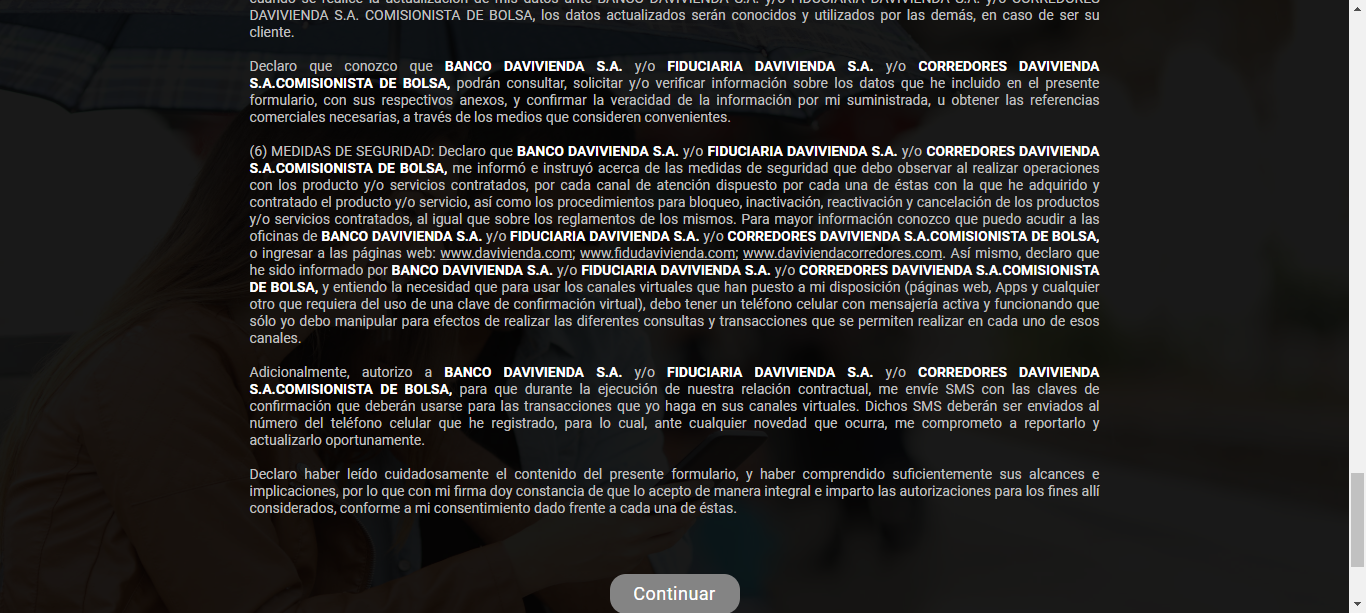 cuando se realice la actualización de mis datos ante BANCO DAVIVIENDA S.A. y/o FIDUCIARIA DAVIVIENDA S.A. y/o CORREDORES
DAVIVIENDA S.A. COMISIONISTA DE BOLSA, los datos actualizados serán conocidos y utilizados por las demás, en caso de ser su
cliente.
Declaro que conozco que BANCO DAVIVIENDA S.A. y/o FIDUCIARIA DAVIVIENDA S.A. y/o CORREDORES DAVIVIENDA
S.A.COMISIONISTA DE BOLSA, podrán consultar, solicitar y/o verificar información sobre los datos que he incluido en el presente
formulario, con sus respectivos anexos, y confirmar la veracidad de la información por mi suministrada, u obtener las referencias
comerciales necesarias, a través de los medios que consideren convenientes.
(6) MEDIDAS DE SEGURIDAD: Declaro que BANCO DAVIVIENDA S.A. y/o FIDUCIARIA DAVIVIENDA S.A. y/o CORREDORES DAVIVIENDA
S.A.COMISIONISTA DE BOLSA, me informó e instruyó acerca de las medidas de seguridad que debo observar al realizar operaciones
con los producto y/o servicios contratados, por cada canal de atención dispuesto por cada una de éstas con la que he adquirido y
contratado el producto y/o servicio, así como los procedimientos para bloqueo, inactivación, reactivación y cancelación de los productos
y/o servicios contratados, al igual que sobre los reglamentos de los mismos. Para mayor información conozco que puedo acudir a las
oficinas de BANCO DAVIVIENDA S.A. y/o FIDUCIARIA DAVIVIENDA S.A. y/o CORREDORES DAVIVIENDA S.A.COMISIONISTA DE BOLSA,
o ingresar a las páginas web: www.davivienda.com; www.fidudavivienda.com; www.daviviendacorredores.com. Así mismo, declaro que
he sido informado por BANCO DAVIVIENDA S.A. y/o FIDUCIARIA DAVIVIENDA S.A. y/o CORREDORES DAVIVIENDA S.A.COMISIONISTA
DE BOLSA, y entiendo la necesidad que para usar los canales virtuales que han puesto a mi disposición (páginas web, Apps y cualquier
otro que requiera del uso de una clave de confirmación virtual), debo tener un teléfono celular con mensajería activa y funcionando que
sólo yo debo manipular para efectos de realizar las diferentes consultas y transacciones que se permiten realizar en cada uno de esos
canales.
Adicionalmente, autorizo a BANCO DAVIVIENDA S.A. y/o FIDUCIARIA DAVIVIENDA S.A. y/o CORREDORES DAVIVIENDA
S.A.COMISIONISTA DE BOLSA, para que durante la ejecución de nuestra relación contractual, me envíe SMS con las claves de
confirmación que deberán usarse para las transacciones que yo haga en sus canales virtuales. Dichos SMS deberán ser enviados al
número del teléfono celular que he registrado, para lo cual, ante cualquier novedad que ocurra, me comprometo a reportarlo y
actualizarlo oportunamente.
Declaro haber leído cuidadosamente el contenido del presente formulario, y haber comprendido suficientemente sus alcances e
implicaciones, por lo que con mi firma doy constancia de que lo acepto de manera integral e imparto las autorizaciones para los fines allí
considerados, conforme a mi consentimiento dado frente a cada una de éstas.
Continuar